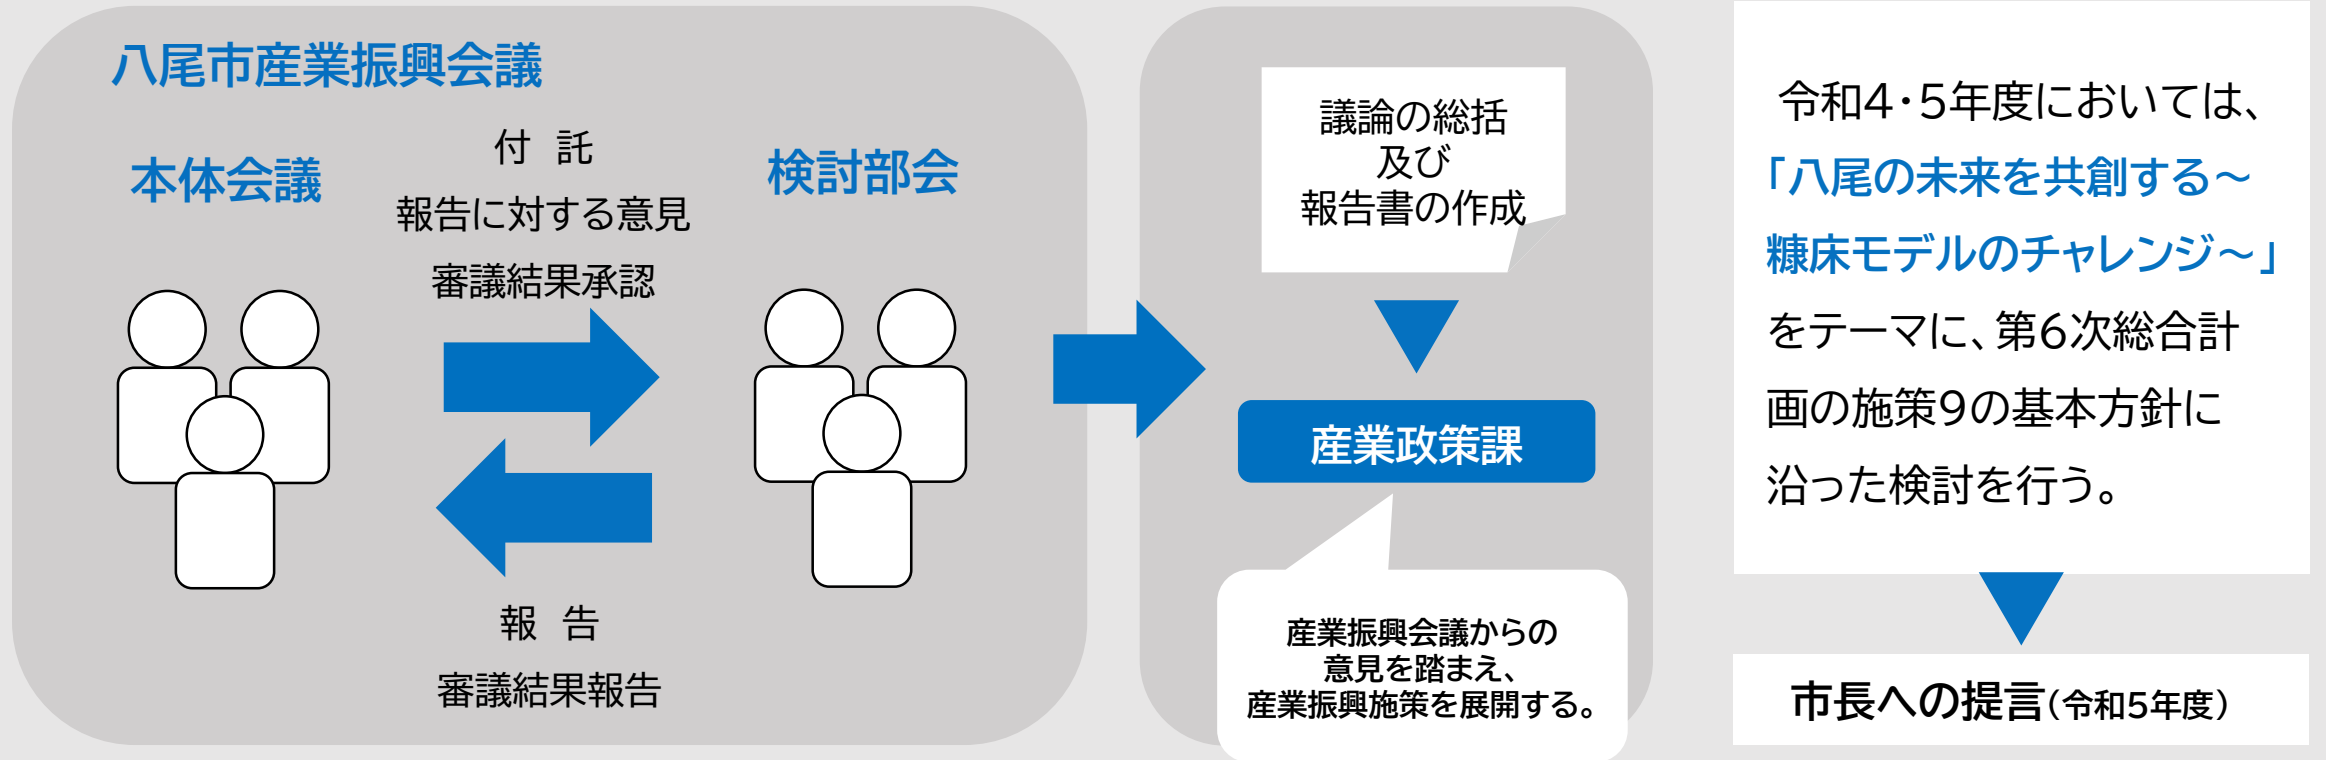 八尾市産業振興会議
本体会議
付 託
報告に対する意見
審議結果承認
検討部会
報 告
審議結果報告
議論の総括
及び
報告書の作成
産業政策課
産業振興会議からの
意見を踏まえ、
産業振興施策を展開する。
令和4・5年度においては、
「八尾の未来を共創する～
糠床モデルのチャレンジ～」
をテーマに、第6次総合計
画の施策9の基本方針に
沿った検討を行う。
市長への提言(令和5年度)